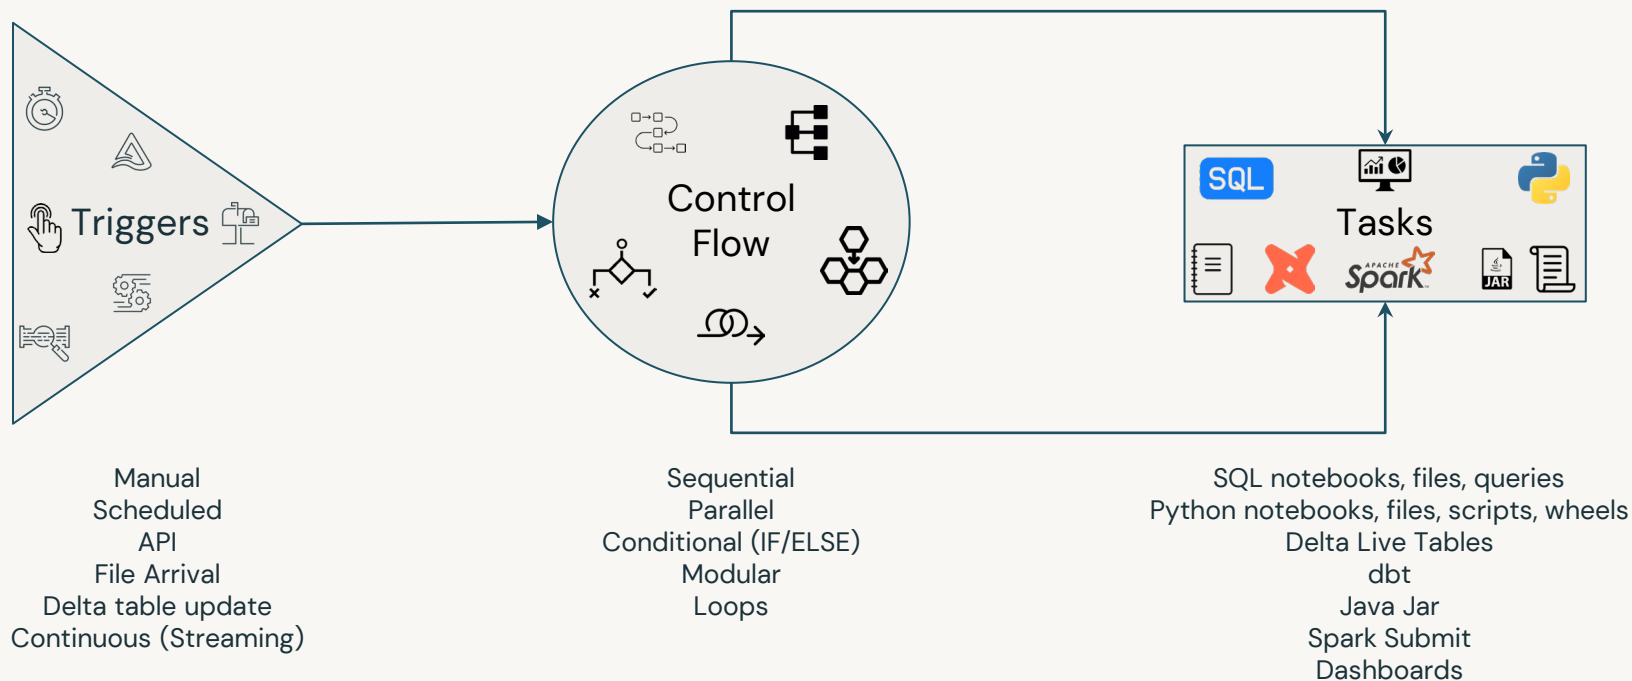 Triggers
Control
Flow
SQL
Tasks
APACHE
Spark
JAR
Manual
Scheduled
API
File Arrival
Delta table update
Continuous (Streaming)
Sequential
Parallel
Conditional (IF/ELSE)
Modular
Loops
SQL notebooks, files, queries
Python notebooks, files, scripts, wheels
Delta Live Tables
dbt
Java Jar
Spark Submit
Dashboards